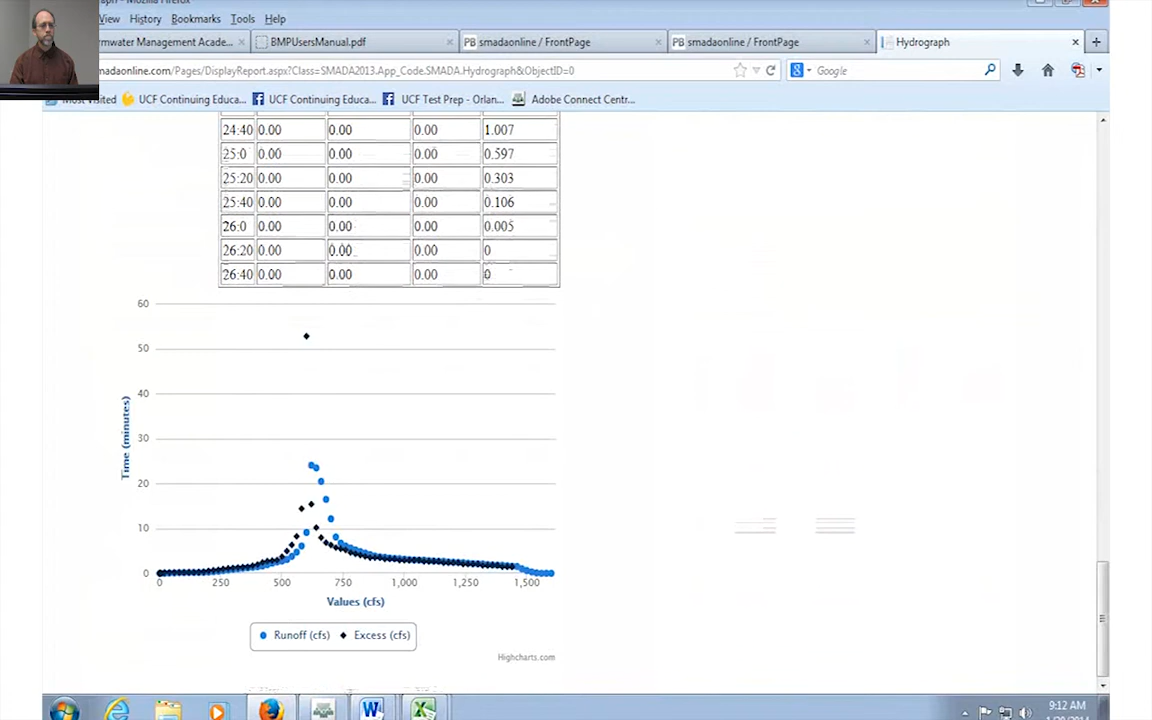 View History Bookmarks Tools Help
rmwater Management Acade... BMPUsersManual.pdf PB smadaonline / FrontPage PB smadaonline / FrontPage Hydrograph
madaonline.com/Pages/DisplayReport.aspx?Class=SMADA2013.App_Code.SMADA.Hydrograph&ObjectID=0 Google
Most Visited UCF Continuing Educa... UCF Continuing Educa... UCF Test Prep - Orlan... Adobe Connect Centr...
24:40 0.00 0.00 0.00 1.007
25:0 0.00 0.00 0.00 0.597
25:20 0.00 0.00 0.00 0.303
25:40 0.00 0.00 0.00 0.106
26:0 0.00 0.00 0.00 0.005
26:20 0.00 0.00 0.00 0
26:40 0.00 0.00 0.00 0
60
50
40
30
20
10
0
Time (minutes)
0 250 500 750 1,000 1,250 1,500
Values (cfs)
Runoff (cfs) Excess (cfs)
Highcharts.com
9:12 AM